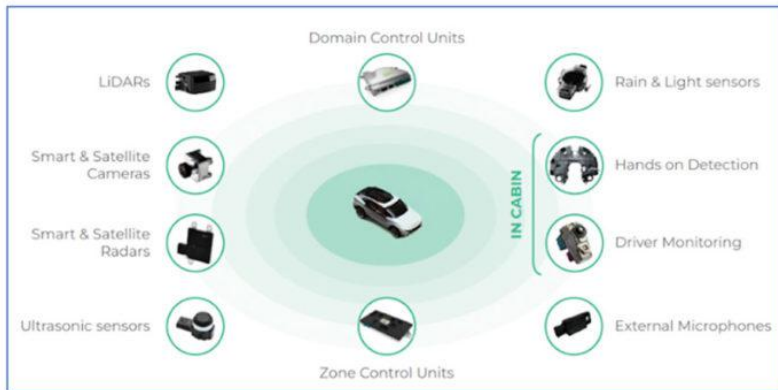 Domain Control Units
LiDARs
Rain & Light sensors
Smart & Satellite
Cameras
Hands on Detection
IN CABIN
Smart & Satellite
Radars
Driver Monitoring
Ultrasonic sensors
External Microphones
Zone Control Units